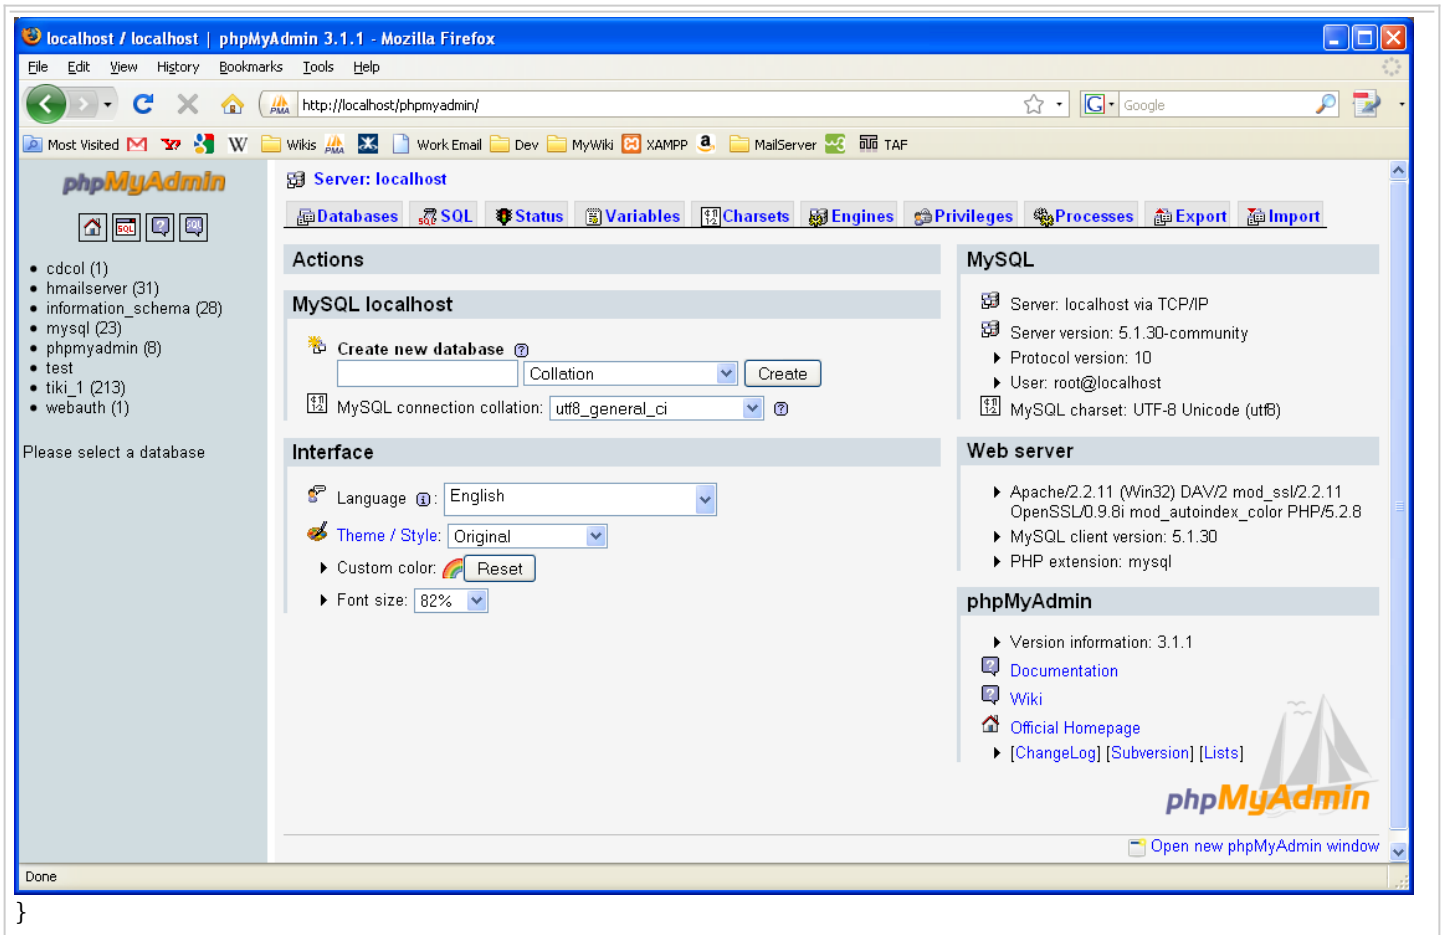 localhost / localhost | phpMyAdmin 3.1.1 - Mozilla Firefox
File Edit View History Bookmarks Tools Help
PMA http://localhost/phpmyadmin/ G Google
Most Visited Wikis PMA Work Email Dev MyWiki XAMPP MailServer TAF
phpMyAdmin
SQL
SQL
cdcol (1)
hmailserver (31)
information_schema (28)
mysql (23)
phpmyadmin (8)
test
tiki_1 (213)
webauth (1)
Please select a database
Server: localhost
Databases SQL Status Variables Charsets Engines Privileges Processes Export Import
Actions
MySQL localhost
Create new database
Collation Create
MySQL connection collation: utf8_general_ci
Interface
Language : English
Theme / Style: Original
Custom color: Reset
Font size: 82%
MySQL
Server: localhost via TCP/IP
Server version: 5.1.30-community
Protocol version: 10
User: root@localhost
MySQL charset: UTF-8 Unicode (utf8)
Web server
Apache/2.2.11 (Win32) DAV/2 mod_ssl/2.2.11
OpenSSL/0.9.8i mod_autoindex_color PHP/5.2.8
MySQL client version: 5.1.30
PHP extension: mysql
phpMyAdmin
Version information: 3.1.1
Documentation
Wiki
Official Homepage
[ChangeLog] [Subversion] [Lists]
phpMyAdmin
Open new phpMyAdmin window
Done
}